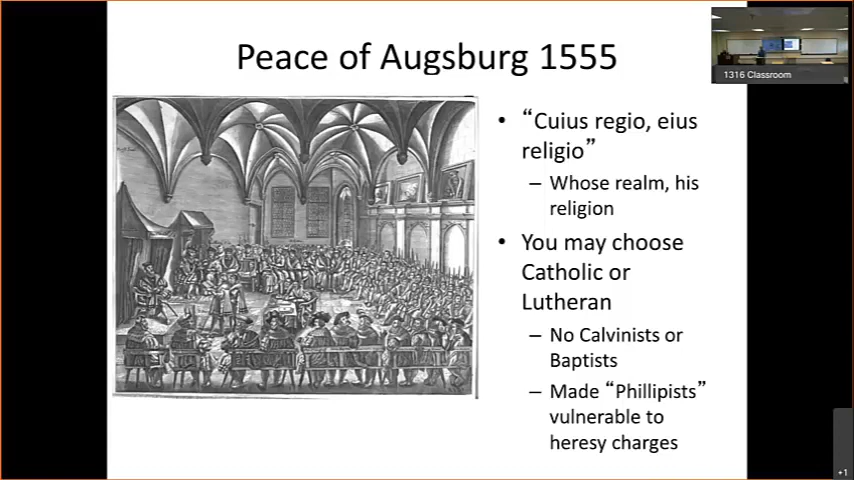 Peace of Augsburg 1555
1316 Classroom
• “Cuius regio, eius
religio”
– Whose realm, his
religion
• You may choose
Catholic or
Lutheran
– No Calvinists or
Baptists
– Made “Phillipists”
vulnerable to
heresy charges
+1